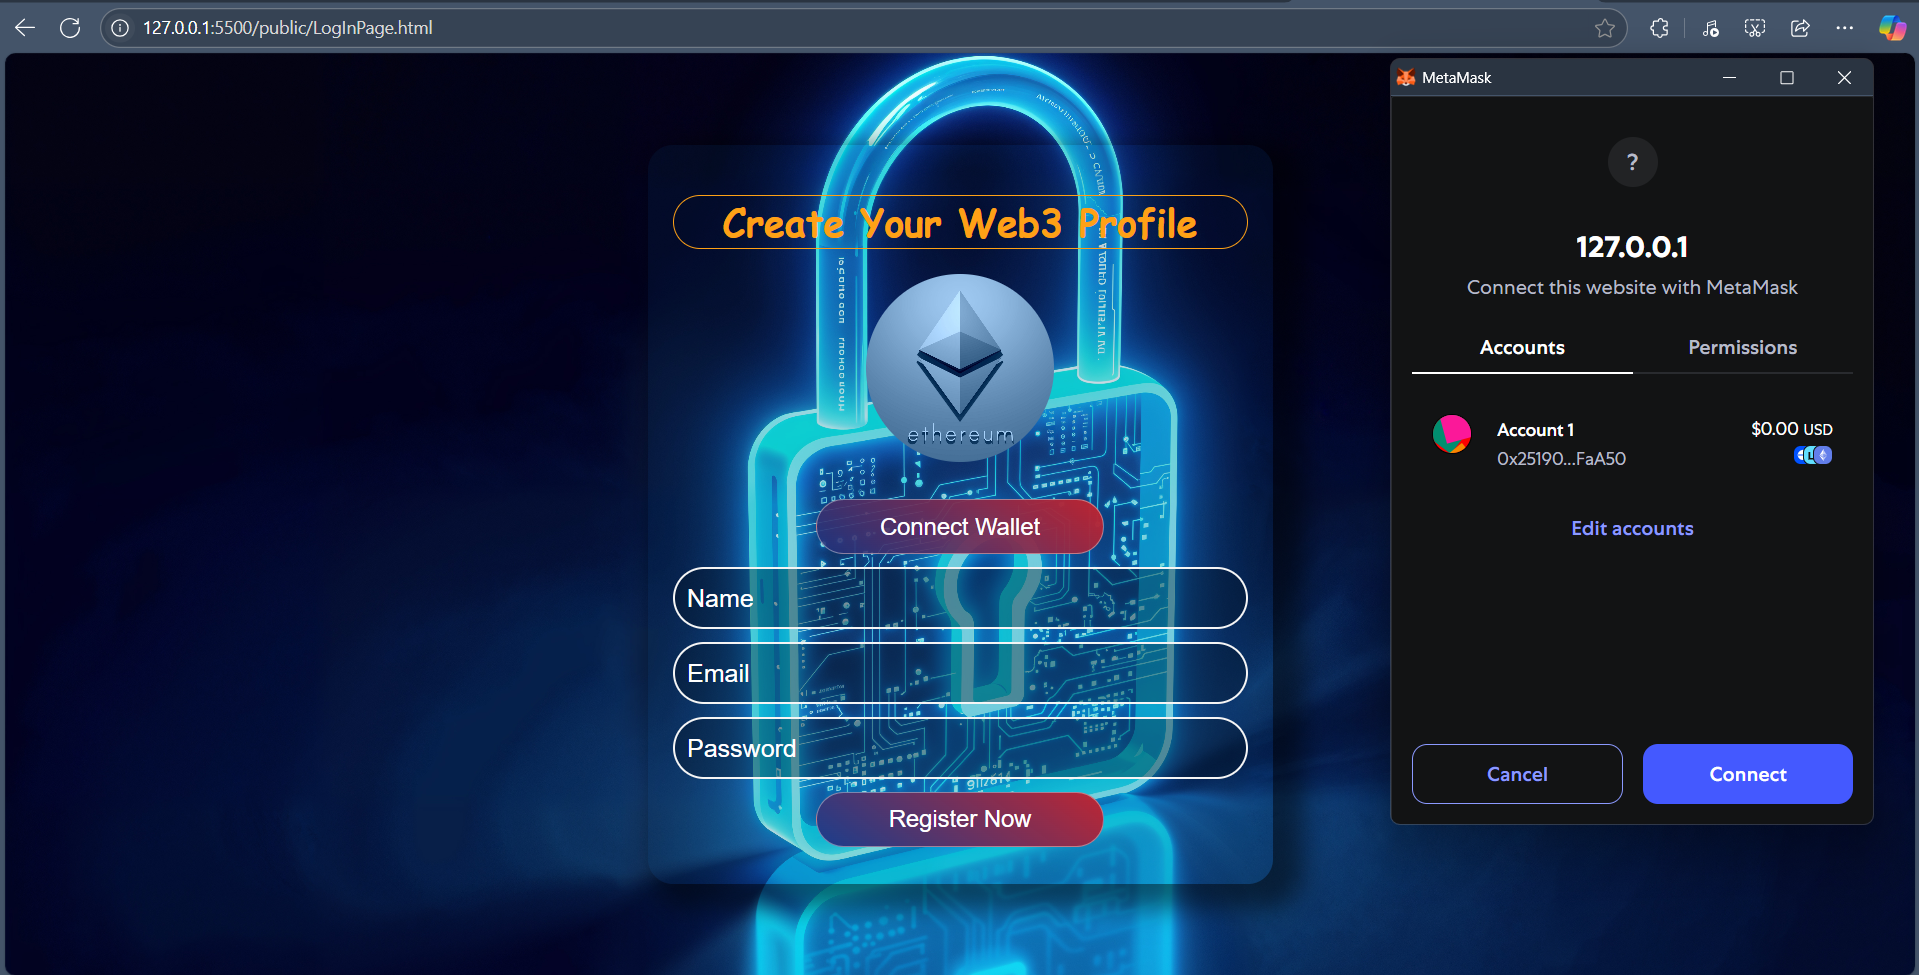 127.0.0.1:5500/public/LogInPage.html
Create Your Web3 Profile
ethereum
Connect Wallet
Name
Email
Password
Register Now
MetaMask
?
127.0.0.1
Connect this website with MetaMask
Accounts Permissions
Account 1 $0.00 USD
0x25190...FaA50
Edit accounts
Cancel Connect